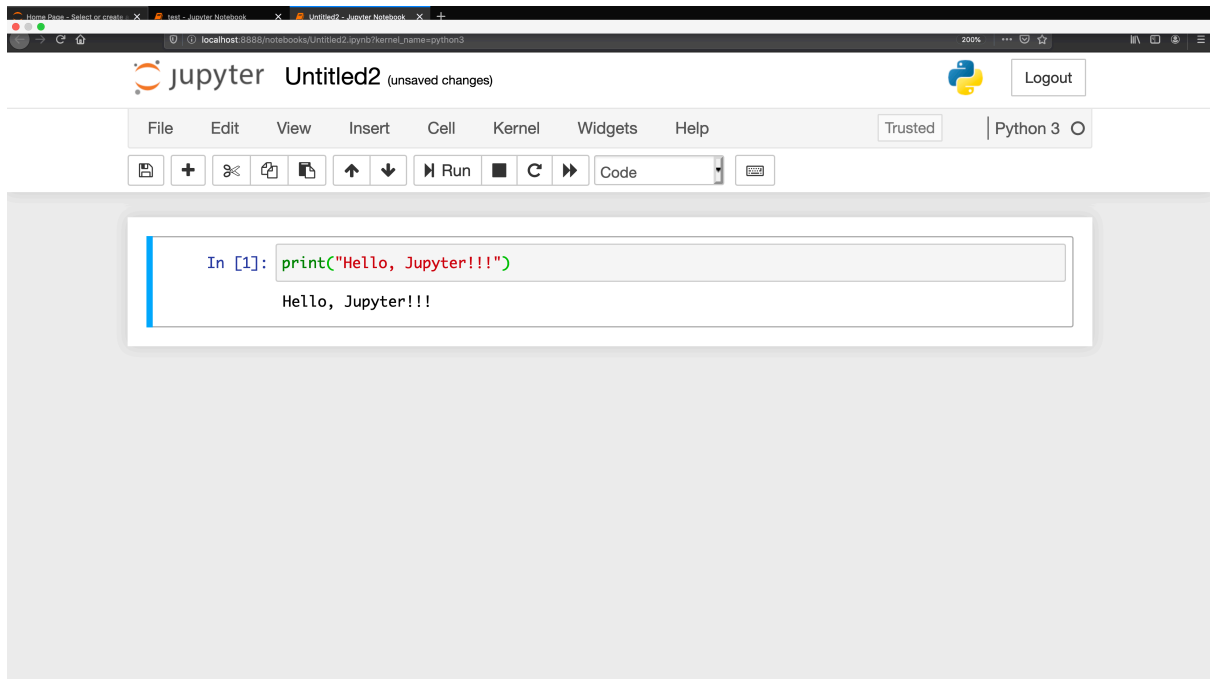 Home Page - Select or create test - Jupyter Notebook Untitled2 - Jupyter Notebook
localhost:8888/notebooks/Untitled2.ipynb?kernel_name=python3 200%
jupyter Untitled2 (unsaved changes) Logout
File Edit View Insert Cell Kernel Widgets Help Trusted Python 3
Run Code
In [1]: print("Hello, Jupyter!!!")
Hello, Jupyter!!!